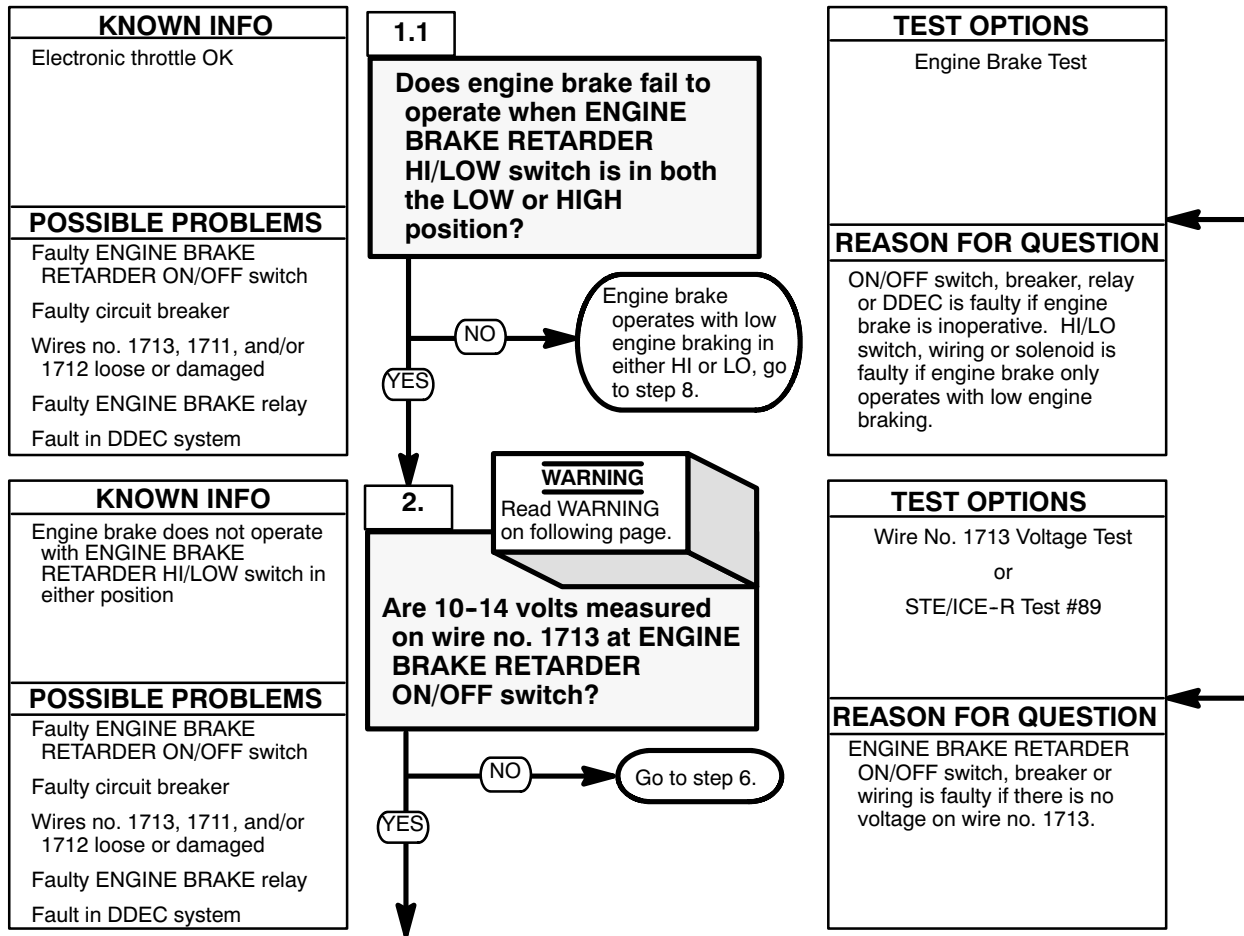 KNOWN INFO
Electronic throttle OK
POSSIBLE PROBLEMS
Faulty ENGINE BRAKE
RETARDER ON/OFF switch
Faulty circuit breaker
Wires no. 1713, 1711, and/or
1712 loose or damaged
Faulty ENGINE BRAKE relay
Fault in DDEC system
1.1
Does engine brake fail to
operate when ENGINE
BRAKE RETARDER
HI/LOW switch is in both
the LOW or HIGH
position?
NO
Engine brake
operates with low
engine braking in
either HI or LO, go
to step 8.
YES
TEST OPTIONS
Engine Brake Test
REASON FOR QUESTION
ON/OFF switch, breaker, relay
or DDEC is faulty if engine
brake is inoperative. HI/LO
switch, wiring or solenoid is
faulty if engine brake only
operates with low engine
braking.
KNOWN INFO
Engine brake does not operate
with ENGINE BRAKE
RETARDER HI/LOW switch in
either position
POSSIBLE PROBLEMS
Faulty ENGINE BRAKE
RETARDER ON/OFF switch
Faulty circuit breaker
Wires no. 1713, 1711, and/or
1712 loose or damaged
Faulty ENGINE BRAKE relay
Fault in DDEC system
2.
WARNING
Read WARNING
on following page.
Are 10-14 volts measured
on wire no. 1713 at ENGINE
BRAKE RETARDER
ON/OFF switch?
NO
Go to step 6.
YES
TEST OPTIONS
Wire No. 1713 Voltage Test
or
STE/ICE-R Test #89
REASON FOR QUESTION
ENGINE BRAKE RETARDER
ON/OFF switch, breaker or
wiring is faulty if there is no
voltage on wire no. 1713.